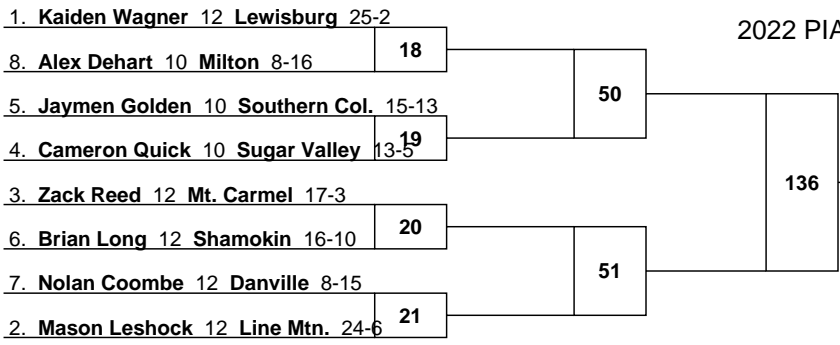 1. Kaiden Wagner 12 Lewisburg 25-2
2022 PIA
18
8. Alex Dehart 10 Milton 8-16
50
5. Jaymen Golden 10 Southern Col. 15-13
19
4. Cameron Quick 10 Sugar Valley 13-5
136
3. Zack Reed 12 Mt. Carmel 17-3
20
6. Brian Long 12 Shamokin 16-10
51
7. Nolan Coombe 12 Danville 8-15
21
2. Mason Leshock 12 Line Mtn. 24-6